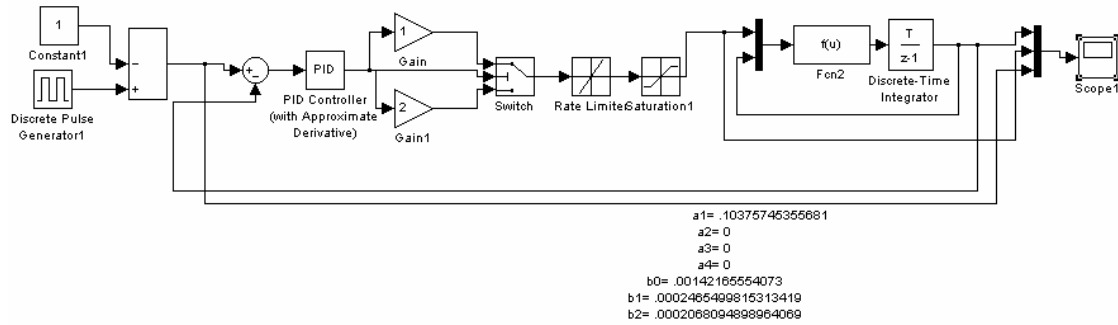 1
Constant1
Discrete Pulse
Generator1
−
+
+
−
PID
PID Controller
(with Approximate
Derivative)
1
Gain
2
Gain1
Switch
Rate Limiter
Saturation1
f(u)
Fcn2
T
z-1
Discrete-Time
Integrator
Scope1
a1= .10375745355681
a2= 0
a3= 0
a4= 0
b0= .00142165554073
b1= .0002465499815313419
b2= .0002068094898964069